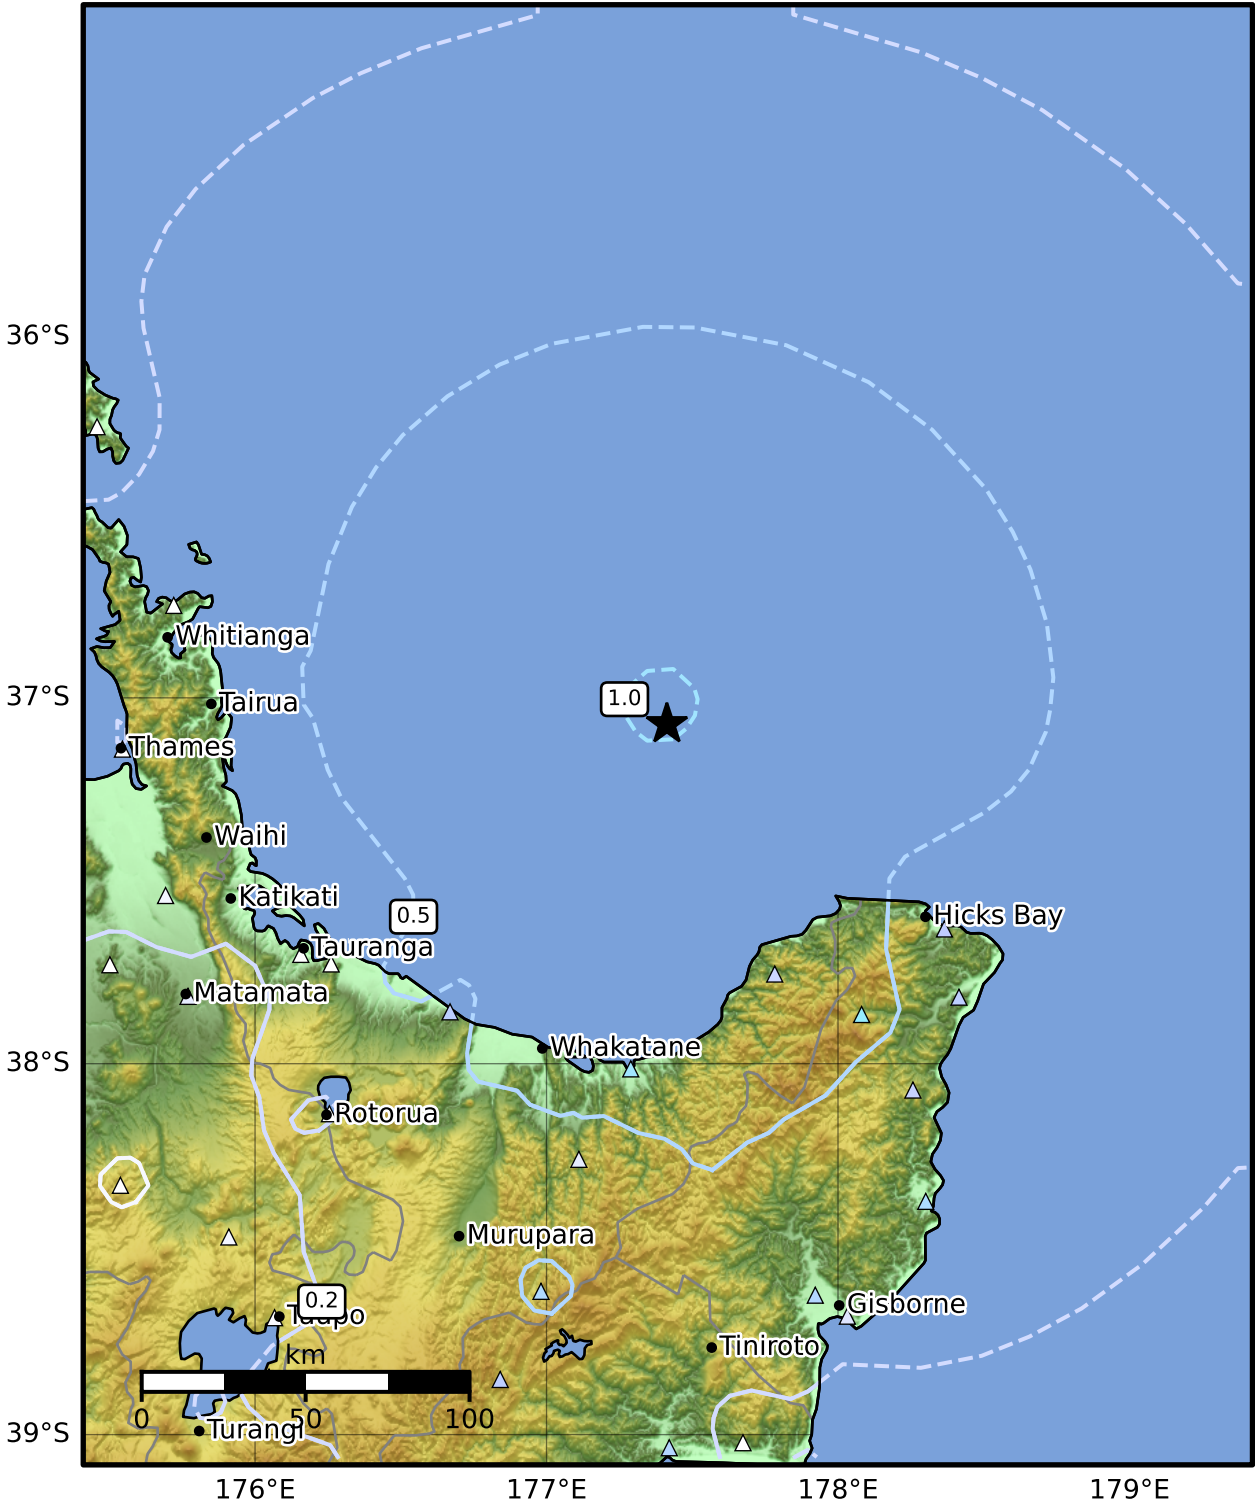 36°S
Whitianga
37°S
1.0
Tairua
Thames
Waihi
Katikati
0.5
Hicks Bay
Tauranga
Matamata
Whakatane
38°S
Rotorua
Murupara
0.2
Taupo
Gisborne
Tiniroto
km
0
50
100
Turangi
39°S
176°E
177°E
178°E
179°E